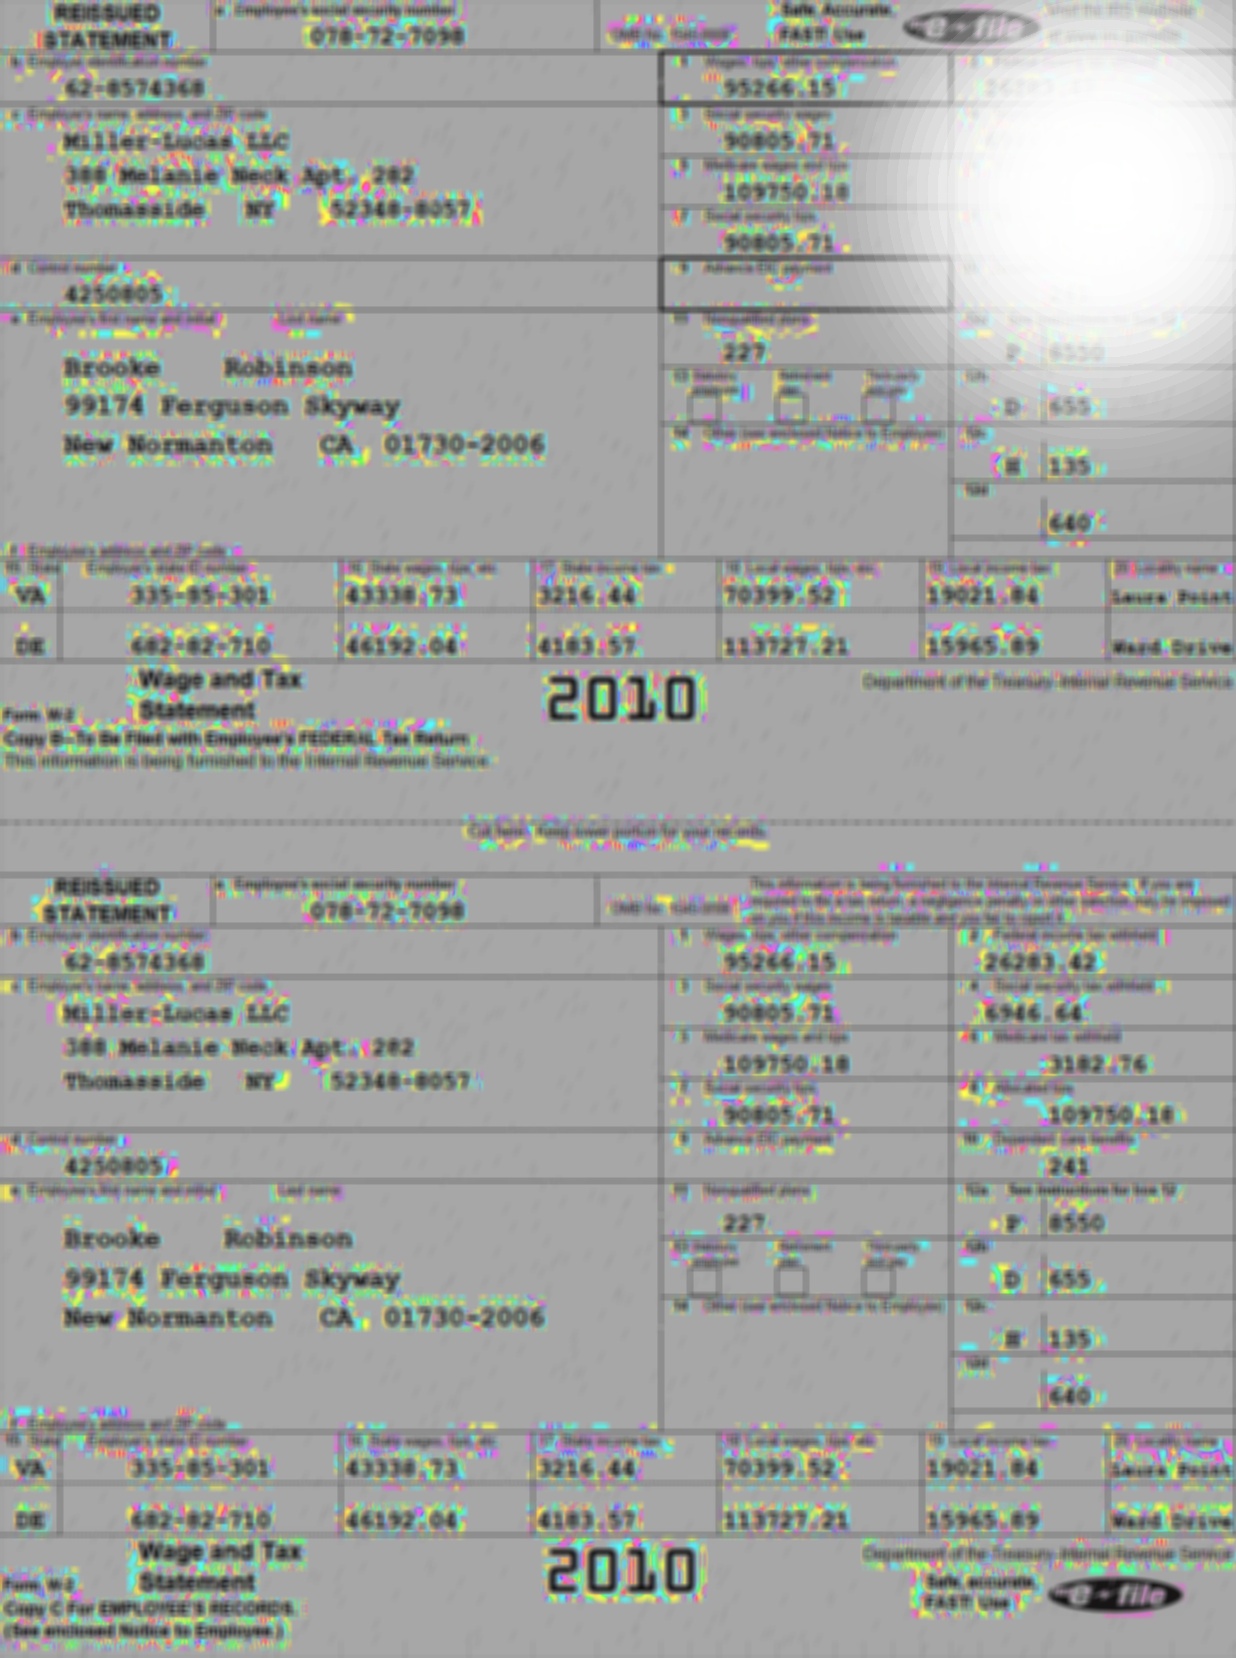 REISSUED STATEMENT
a Employee's social security number
078-72-7098
OMB No.
Safe, Accurate, FAST! Use
e-file
Visit the IRS website
b Employer identification number
62-8574368
1 Wages, tips, other compensation
95266.15
c Employer's name, address, and ZIP code
Miller-Lucas LLC
388 Melanie Neck Apt. 282
Thomasside NY 52348-8057
3 Social security wages
90805.71
5 Medicare wages and tips
109750.18
7 Social security tips
90805.71
d Control number
4250805
9 Advance EIC payment
e Employee's first name and initial Last name
Brooke Robinson
99174 Ferguson Skyway
New Normanton CA 01730-2006
11 Nonqualified plans
227
P 8550
13 Statutory employee Retirement plan Third-party sick pay
12b
D 655
14 Other (see enclosed Notice to Employee)
12c
H 135
12d
640
f Employee's address and ZIP code
15 State Employer's state ID number 16 State wages, tips, etc. 17 State income tax 18 Local wages, tips, etc. 19 Local income tax 20 Locality name
VA 335-85-301 43338.73 3216.44 70399.52 19021.84 Laura Point
DE 682-82-710 46192.04 4183.57 113727.21 15965.89 Ward Drive
Form W-2 Wage and Tax Statement
2010
Department of the Treasury-Internal Revenue Service
Copy B--To Be Filed with Employee's FEDERAL Tax Return
This information is being furnished to the Internal Revenue Service.
Cut here. Keep lower portion for your records.
REISSUED STATEMENT
a Employee's social security number
078-72-7098
OMB No.
This information is being furnished to the Internal Revenue Service. If you are
required to file a tax return, a negligence penalty or other sanction may be imposed
on you if this income is taxable and you fail to report it.
b Employer identification number
62-8574368
1 Wages, tips, other compensation
95266.15
2 Federal income tax withheld
26283.42
c Employer's name, address, and ZIP code
Miller-Lucas LLC
388 Melanie Neck Apt. 282
Thomasside NY 52348-8057
3 Social security wages
90805.71
4 Social security tax withheld
6946.64
5 Medicare wages and tips
109750.18
6 Medicare tax withheld
3182.76
7 Social security tips
90805.71
8 Allocated tips
109750.18
d Control number
4250805
9 Advance EIC payment
10 Dependent care benefits
241
e Employee's first name and initial Last name
Brooke Robinson
99174 Ferguson Skyway
New Normanton CA 01730-2006
11 Nonqualified plans
227
12a See instructions for box 12
P 8550
13 Statutory employee Retirement plan Third-party sick pay
12b
D 655
14 Other (see enclosed Notice to Employee)
12c
H 135
12d
640
f Employee's address and ZIP code
15 State Employer's state ID number 16 State wages, tips, etc. 17 State income tax 18 Local wages, tips, etc. 19 Local income tax 20 Locality name
VA 335-85-301 43338.73 3216.44 70399.52 19021.84 Laura Point
DE 682-82-710 46192.04 4183.57 113727.21 15965.89 Ward Drive
Form W-2 Wage and Tax Statement
2010
Department of the Treasury-Internal Revenue Service
Copy C For EMPLOYEE'S RECORDS.
(See enclosed Notice to Employee.)
Safe, accurate, FAST! Use
e-file